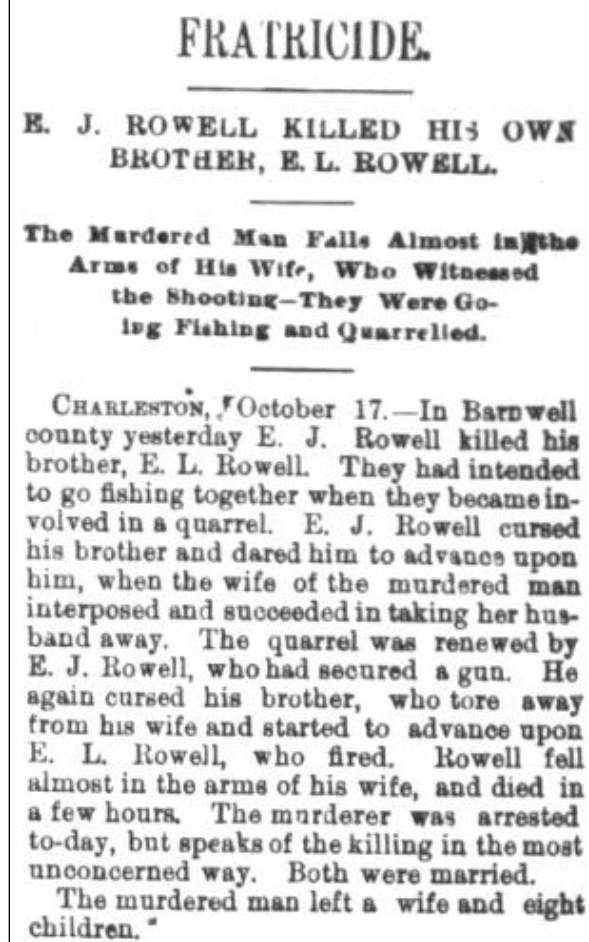 FRATRICIDE.
E. J. ROWELL KILLED HIS OWN
BROTHER, E. L. ROWELL.
The Murdered Man Falls Almost in the
Arms of His Wife, Who Witnessed
the Shooting—They Were Go-
ing Fishing and Quarrelled.
CHARLESTON, October 17.—In Barnwell
county yesterday E. J. Rowell killed his
brother, E. L. Rowell. They had intended
to go fishing together when they became in-
volved in a quarrel. E. J. Rowell cursed
his brother and dared him to advance upon
him, when the wife of the murdered man
interposed and succeeded in taking her hus-
band away. The quarrel was renewed by
E. J. Rowell, who had secured a gun. He
again cursed his brother, who tore away
from his wife and started to advance upon
E. L. Rowell, who fired. Rowell fell
almost in the arms of his wife, and died in
a few hours. The murderer was arrested
to-day, but speaks of the killing in the most
unconcerned way. Both were married.
The murdered man left a wife and eight
children.